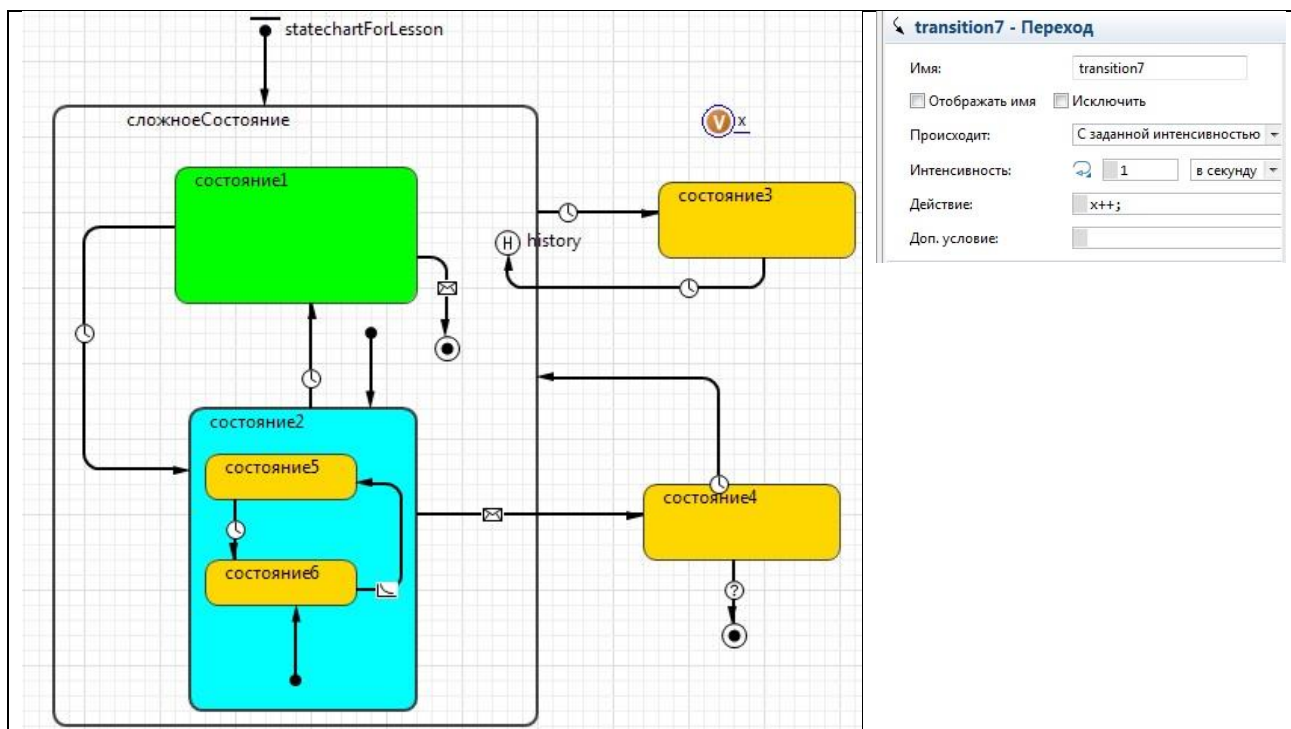 statechartForLesson
сложноеСостояние
V x
состояние1
состояние3
H history
состояние2
состояние5
состояние4
состояние6
?
transition7 - Переход
Имя: transition7
Отображать имя Исключить
Происходит: С заданной интенсивностью
Интенсивность: 1 в секунду
Действие: x++;
Доп. условие: